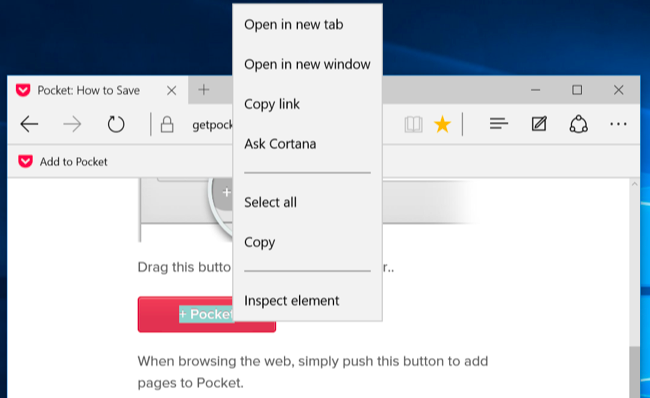 Open in new tab
Open in new window
Copy link
Ask Cortana
Select all
Copy
Inspect element
Pocket: How to Save
getpock
Add to Pocket
Drag this butto r..
+ Pocket
When browsing the web, simply push this button to add
pages to Pocket.